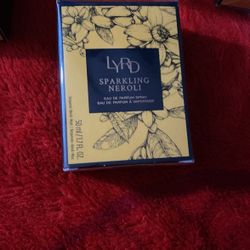 LYRD
SPARKLING
NEROLI
EAU DE PARFUM SPRAY
EAU DE PARFUM À VAPORISER
50 ml/1.7 FL. OZ.